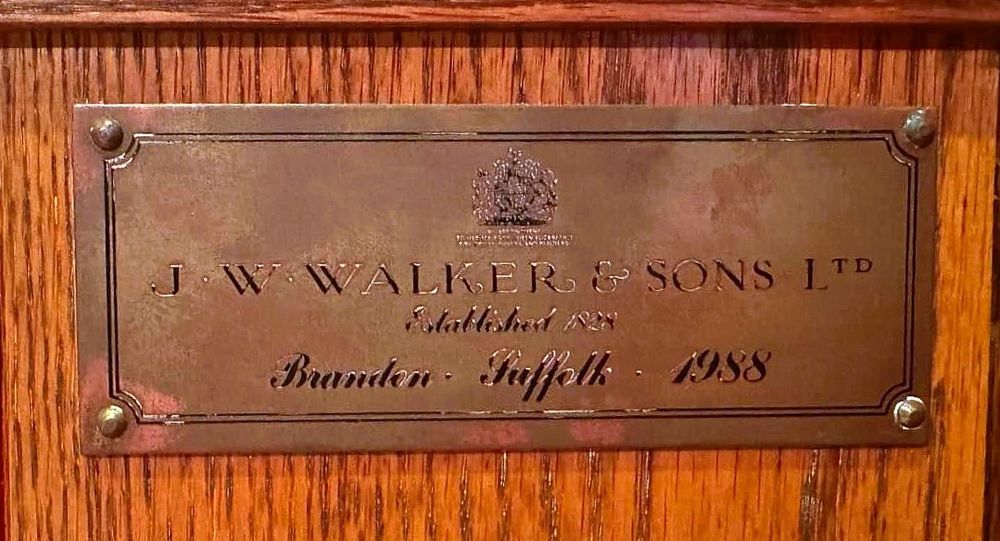 J · W · WALKER & SONS LTD
Established 1828
Brandon · Suffolk · 1988